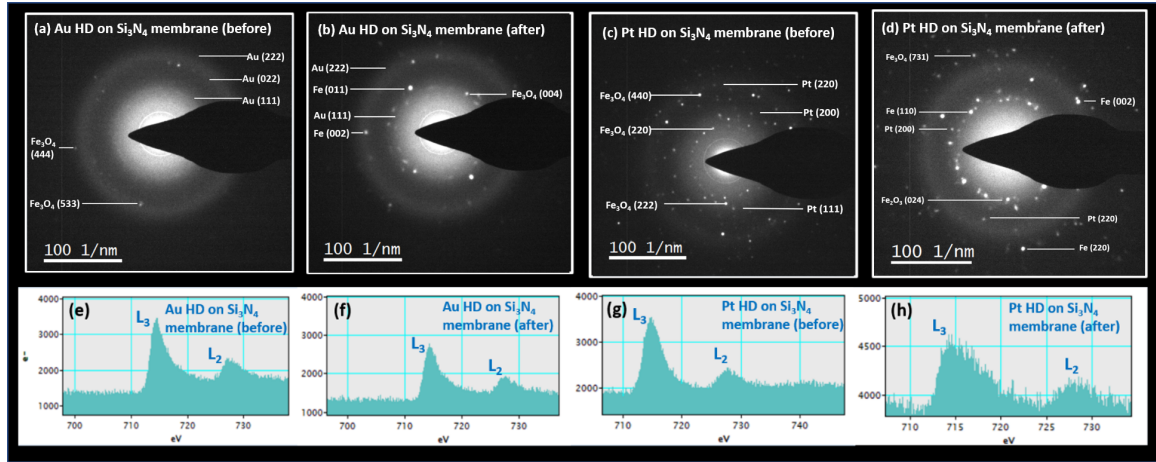 (a) Au HD on Si₃N₄ membrane (before)
Au (222)
Au (022)
Au (111)
Fe₃O₄
(444)
Fe₃O₄ (533)
100 1/nm
(b) Au HD on Si₃N₄ membrane (after)
Au (222)
Fe (011)
Fe₃O₄ (004)
Au (111)
Fe (002)
100 1/nm
(c) Pt HD on Si₃N₄ membrane (before)
Pt (220)
Fe₃O₄ (440)
Pt (200)
Fe₃O₄ (220)
Fe₃O₄ (222)
Pt (111)
100 1/nm
(d) Pt HD on Si₃N₄ membrane (after)
Fe₃O₄ (731)
Fe (002)
Fe (110)
Pt (200)
Fe₂O₃ (024)
Pt (220)
Fe (220)
100 1/nm
(e)
Au HD on Si₃N₄
membrane (before)
L₃
L₂
4000
3000
2000
1000
e⁻
700
710
720
730
eV
(f)
Au HD on Si₃N₄
membrane (after)
L₃
L₂
4000
3000
2000
1000
700
710
720
730
eV
(g)
Pt HD on Si₃N₄
membrane (before)
L₃
L₂
4000
3000
2000
710
720
730
740
eV
(h)
Pt HD on Si₃N₄
membrane (after)
L₃
L₂
5000
4500
4000
710
715
720
725
730
eV